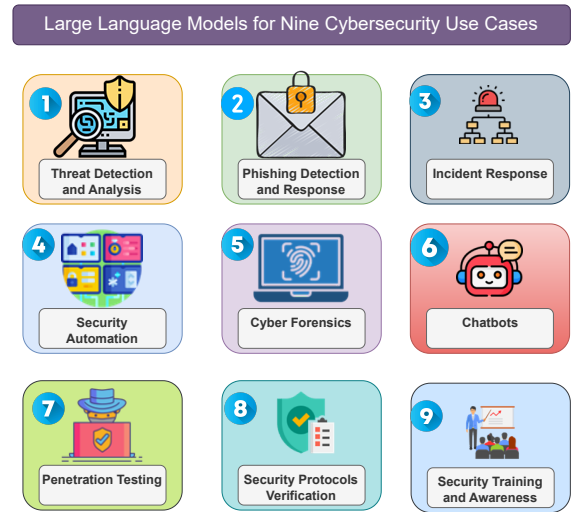 Large Language Models for Nine Cybersecurity Use Cases
1
Threat Detection
and Analysis
2
Phishing Detection
and Response
3
Incident Response
4
Security
Automation
5
Cyber Forensics
6
Chatbots
7
Penetration Testing
8
Security Protocols
Verification
9
Security Training
and Awareness